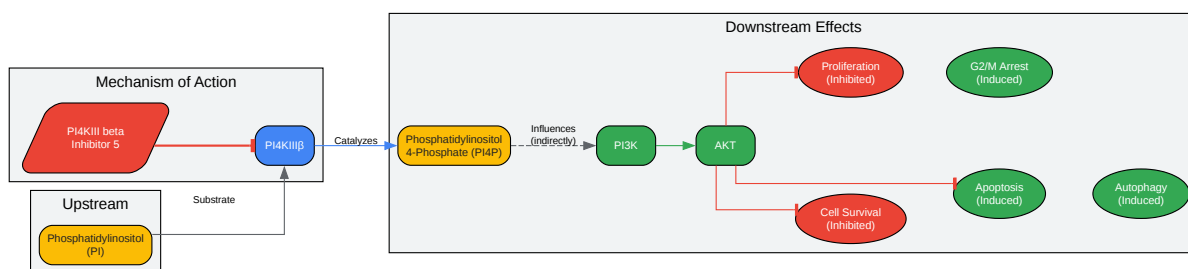 Downstream Effects
Mechanism of Action
PI4KIII beta
Inhibitor 5
PI4KIIIβ
Catalyzes
Phosphatidylinositol
4-Phosphate (PI4P)
Influences
(indirectly)
PI3K
AKT
Proliferation
(Inhibited)
G2/M Arrest
(Induced)
Apoptosis
(Induced)
Autophagy
(Induced)
Cell Survival
(Inhibited)
Upstream
Substrate
Phosphatidylinositol
(PI)